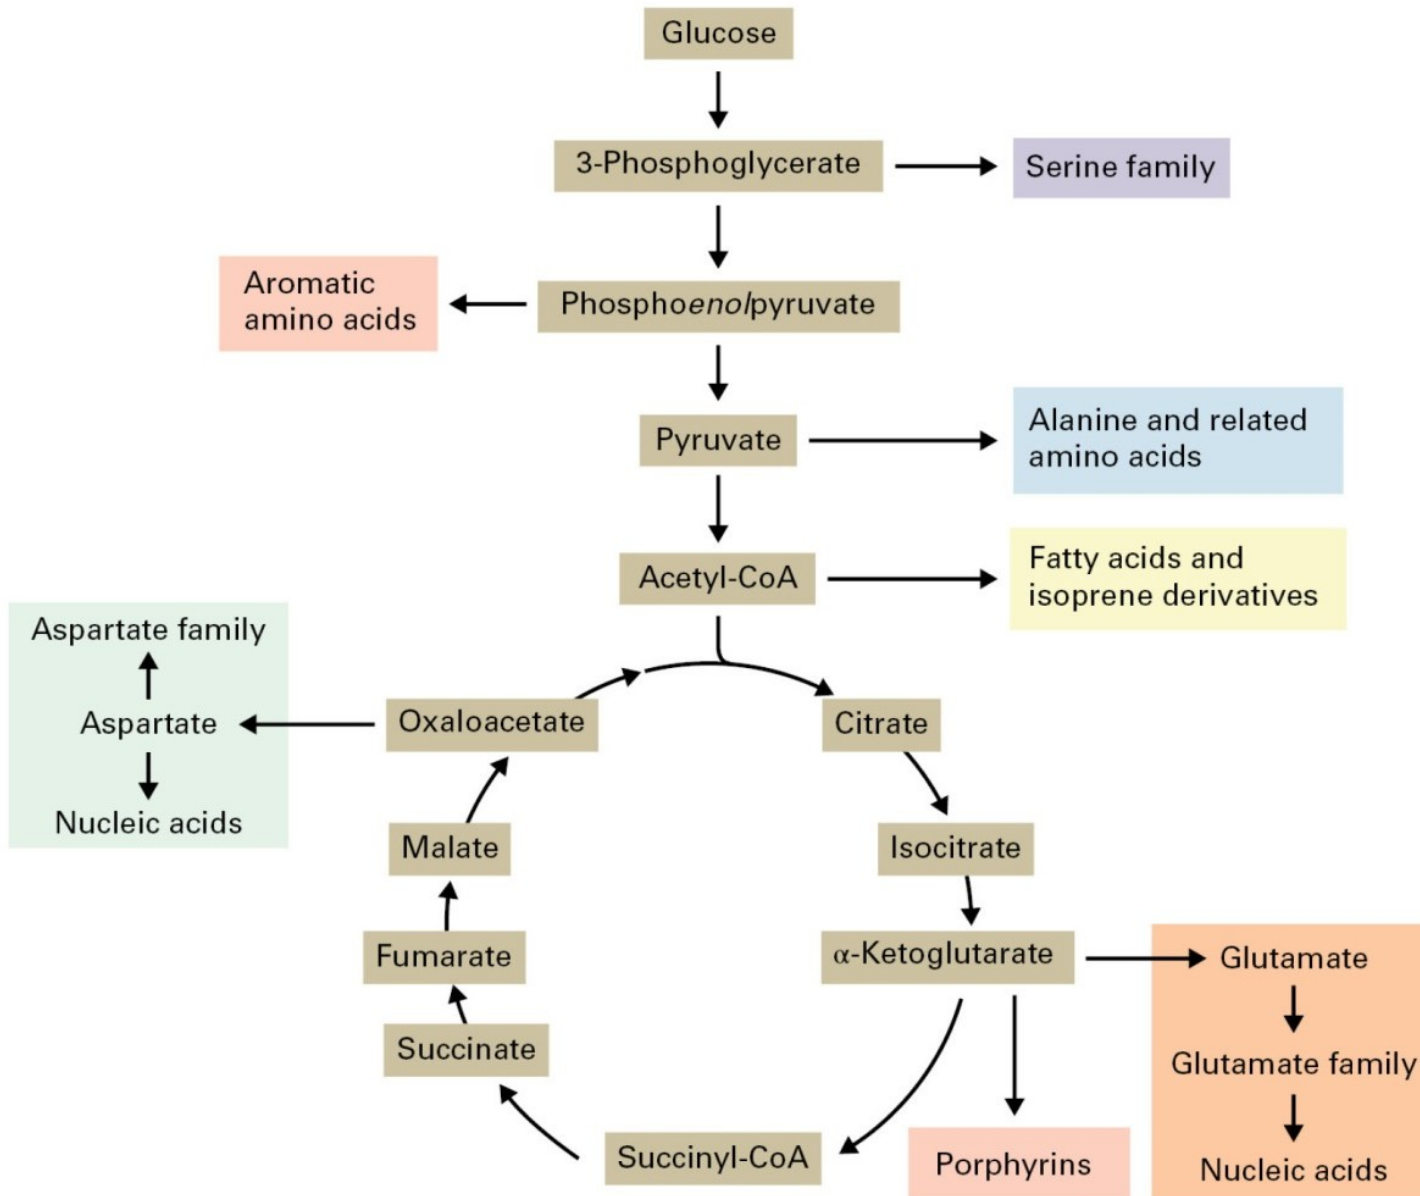 Glucose
3-Phosphoglycerate
Serine family
Aromatic
amino acids
Phosphoenolpyruvate
Pyruvate
Alanine and related
amino acids
Acetyl-CoA
Fatty acids and
isoprene derivatives
Aspartate family
Aspartate
Nucleic acids
Oxaloacetate
Citrate
Malate
Isocitrate
Fumarate
α-Ketoglutarate
Glutamate
Succinate
Glutamate family
Succinyl-CoA
Porphyrins
Nucleic acids